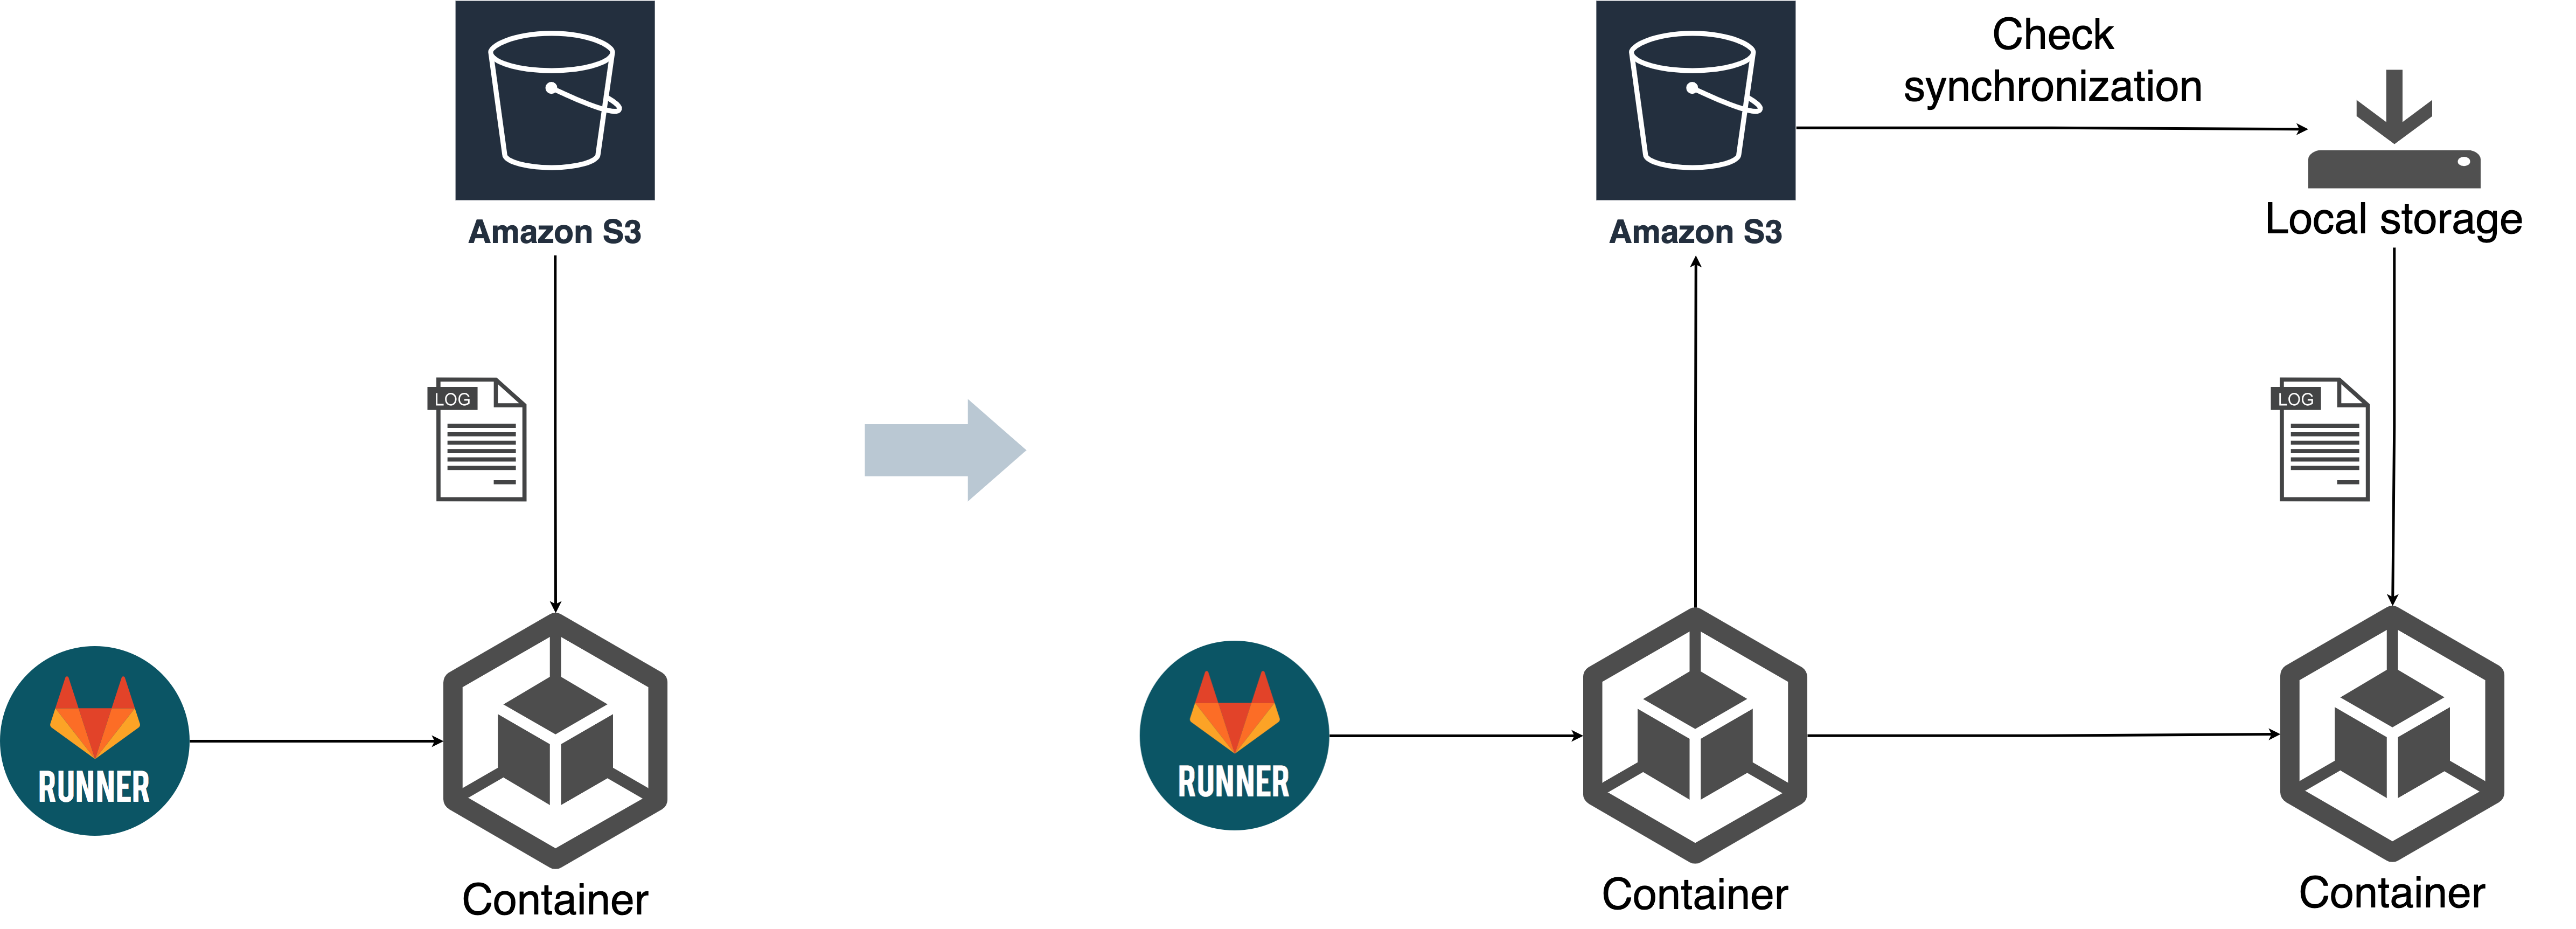 Amazon S3
LOG
RUNNER
Container
Amazon S3
Check
synchronization
Local storage
LOG
RUNNER
Container
Container